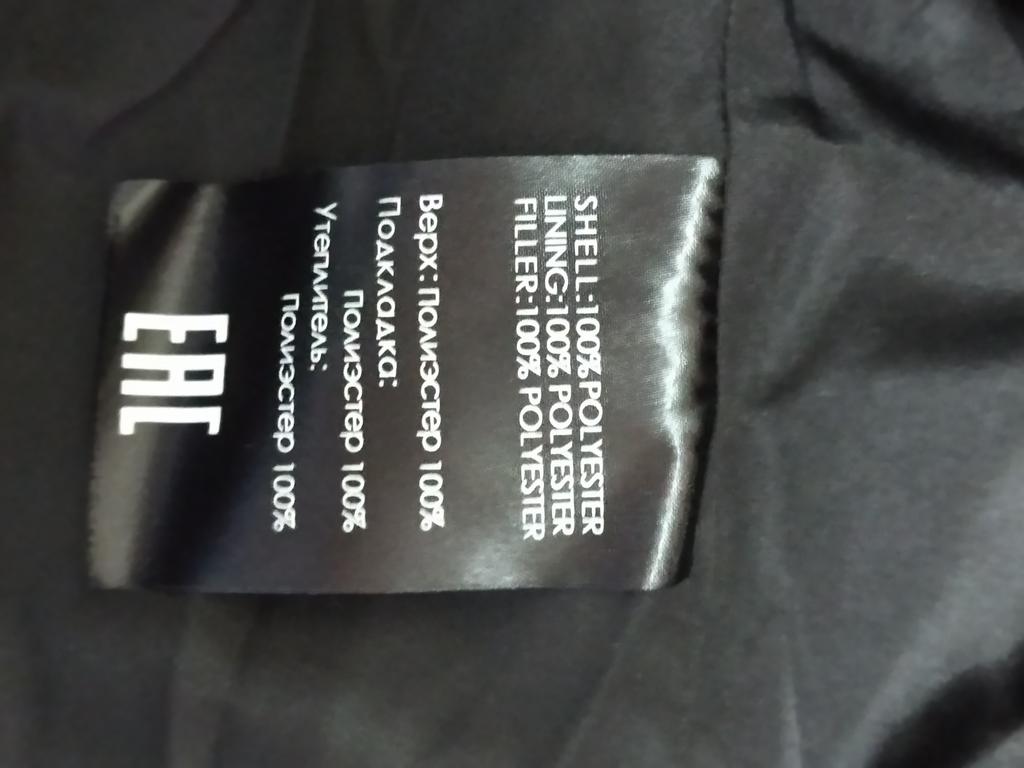 SHELL:100%POLYESTER
LINING:100% POLYESTER
FILLER:100% POLYESTER
Верх: Полиэстер 100%
Подкладка:
Полиэстер 100%
Утеплитель:
Полиэстер 100%
EAC